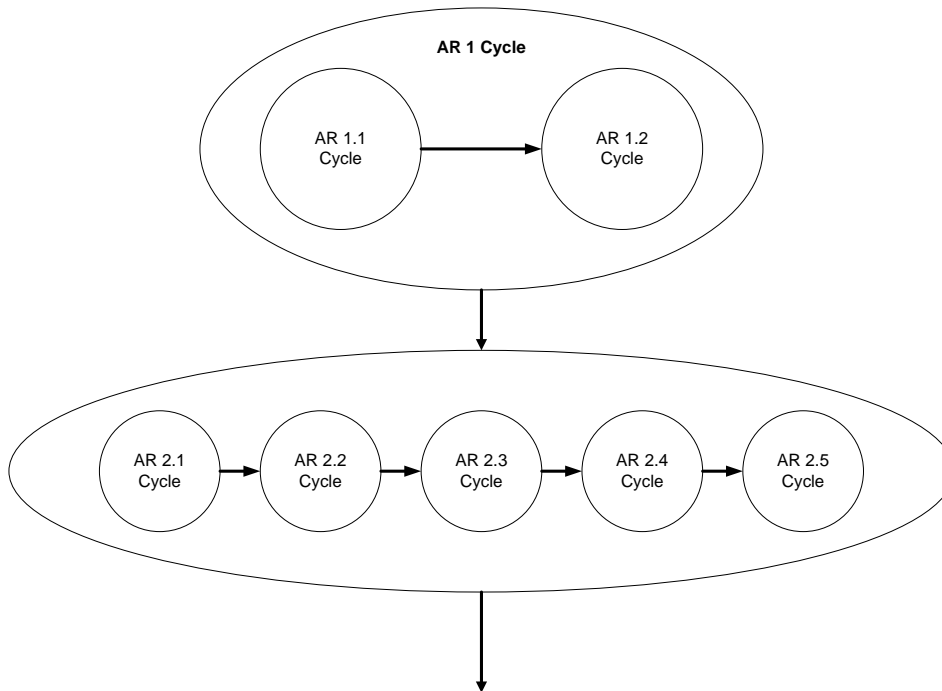 AR 1 Cycle
AR 1.1
Cycle
AR 1.2
Cycle
AR 2.1
Cycle
AR 2.2
Cycle
AR 2.3
Cycle
AR 2.4
Cycle
AR 2.5
Cycle